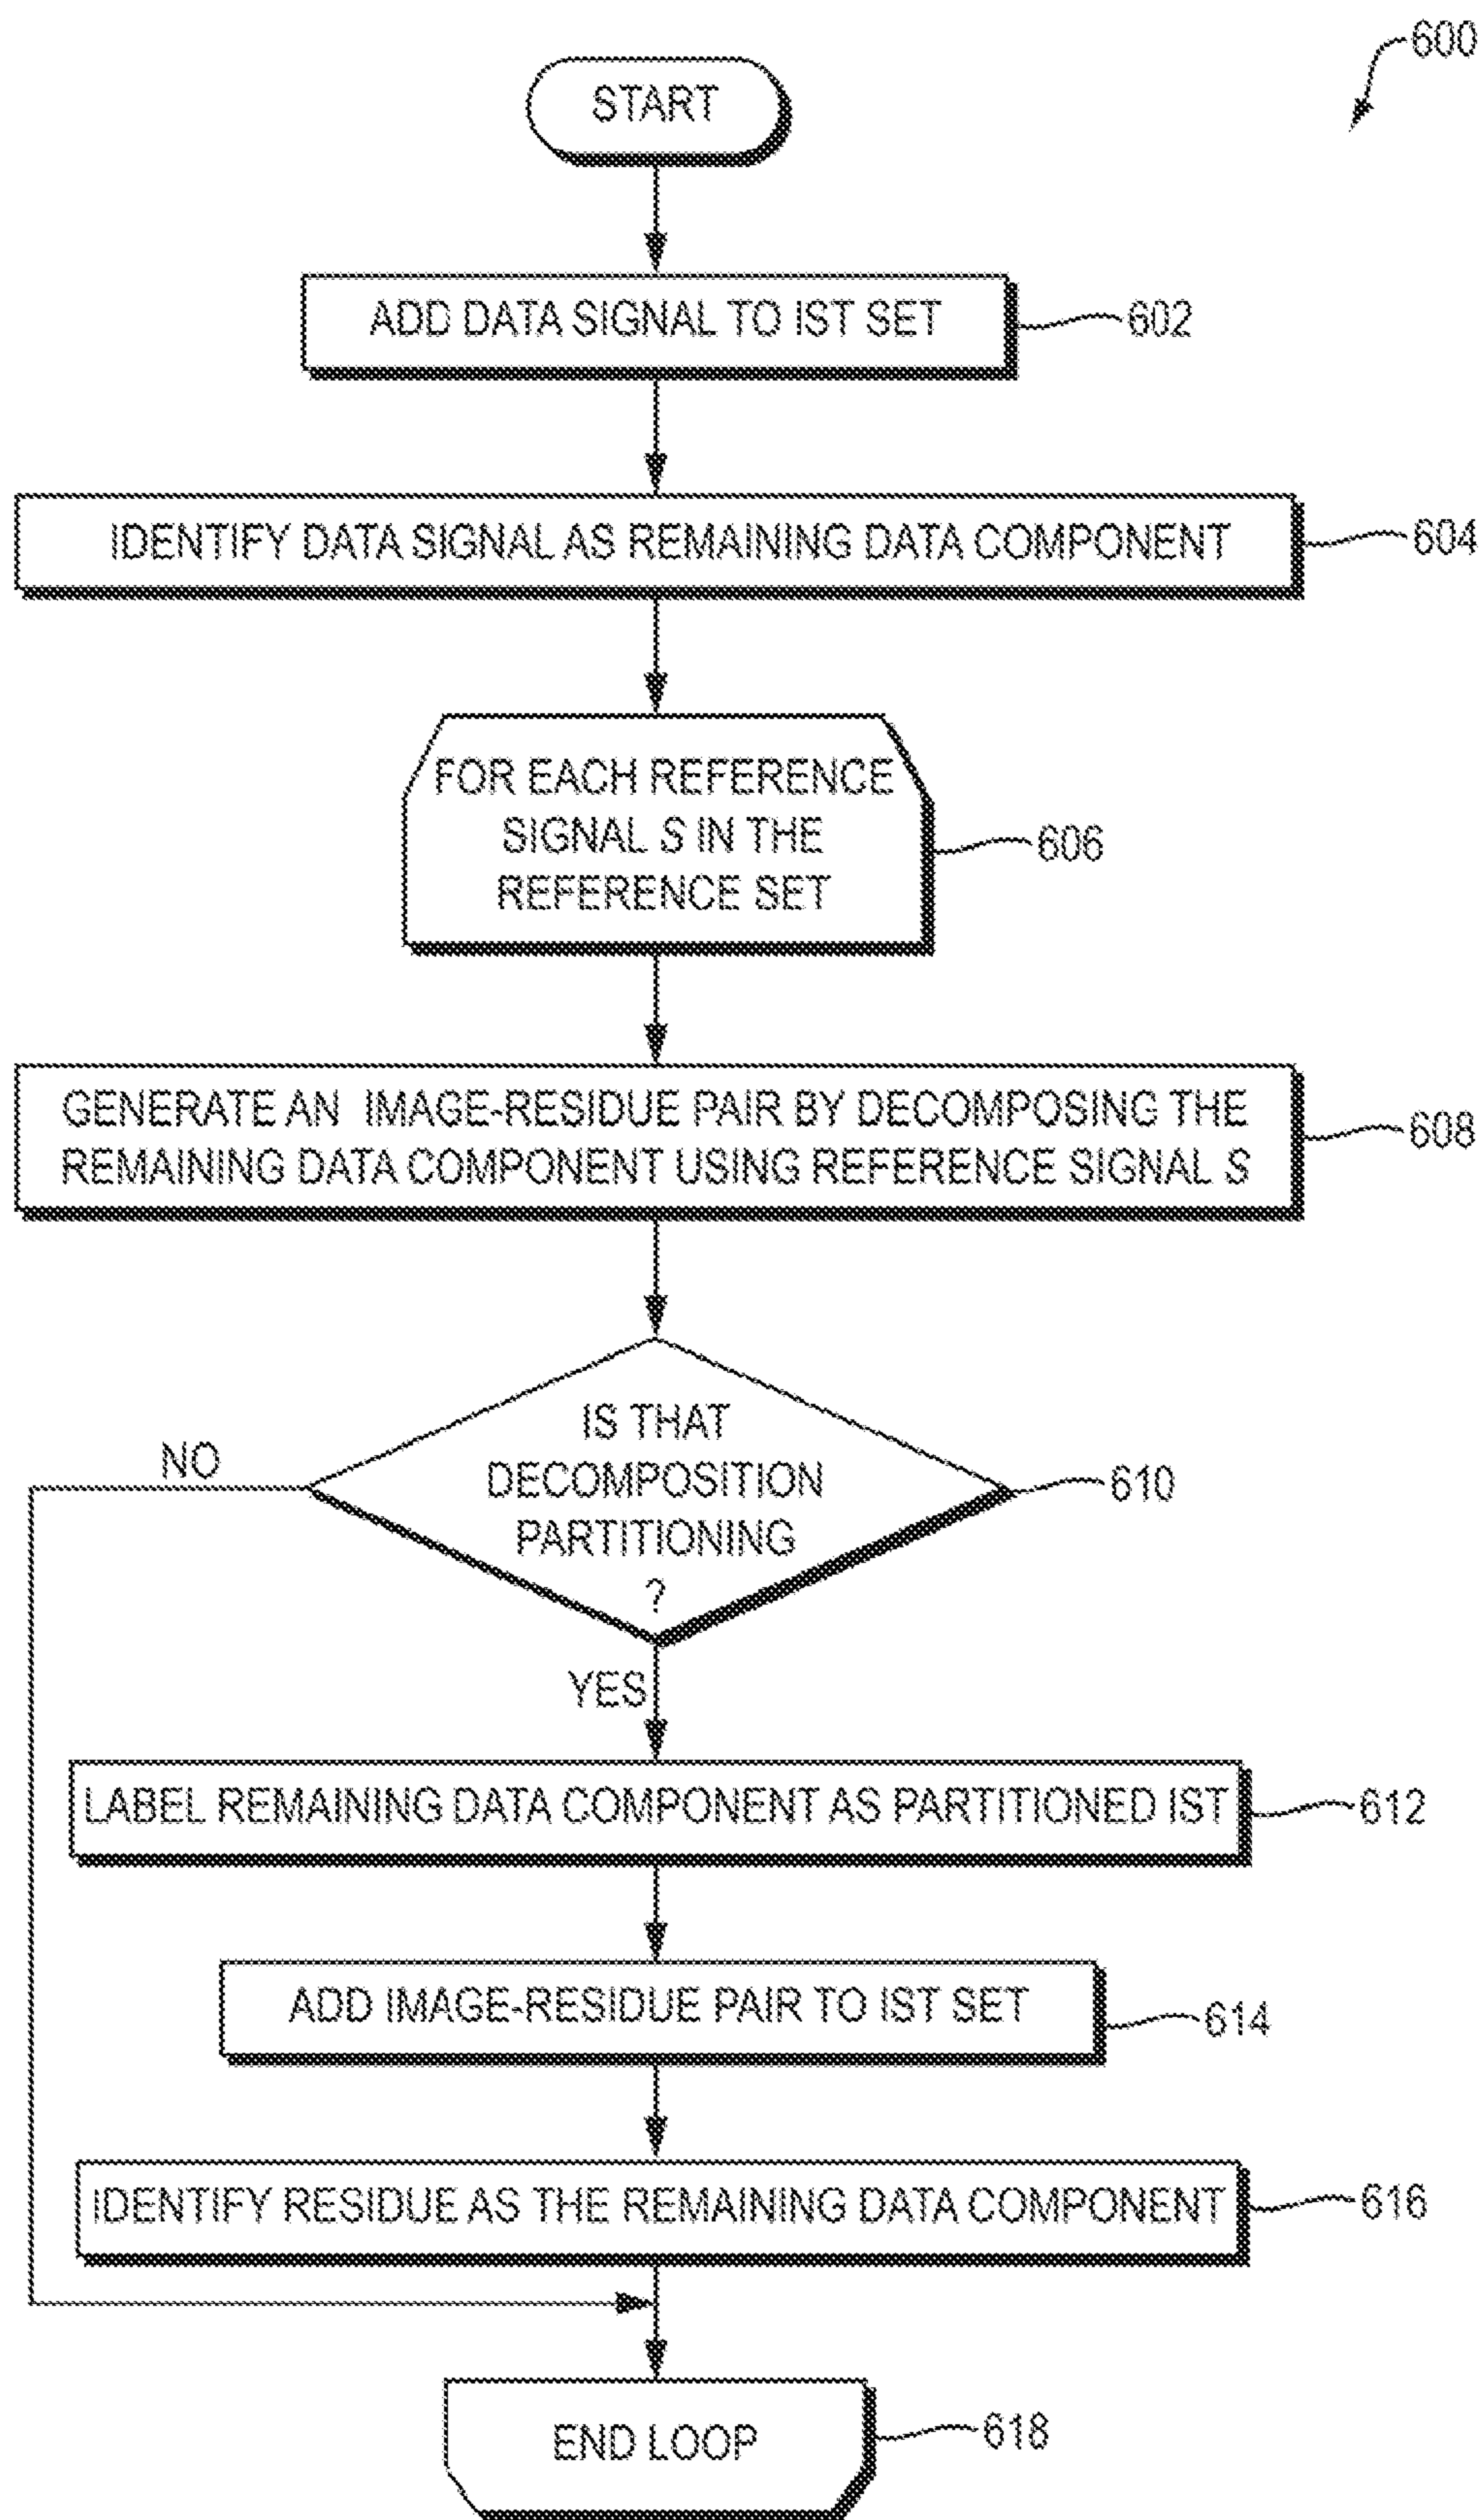 600
START
ADD DATA SIGNAL TO IST SET
602
IDENTIFY DATA SIGNAL AS REMAINING DATA COMPONENT
604
FOR EACH REFERENCE
SIGNAL S IN THE
REFERENCE SET
606
GENERATE AN IMAGE-RESIDUE PAIR BY DECOMPOSING THE
REMAINING DATA COMPONENT USING REFERENCE SIGNAL S
608
IS THAT
DECOMPOSITION
PARTITIONING
?
610
NO
YES
LABEL REMAINING DATA COMPONENT AS PARTITIONED IST
612
ADD IMAGE-RESIDUE PAIR TO IST SET
614
IDENTIFY RESIDUE AS THE REMAINING DATA COMPONENT
616
END LOOP
618